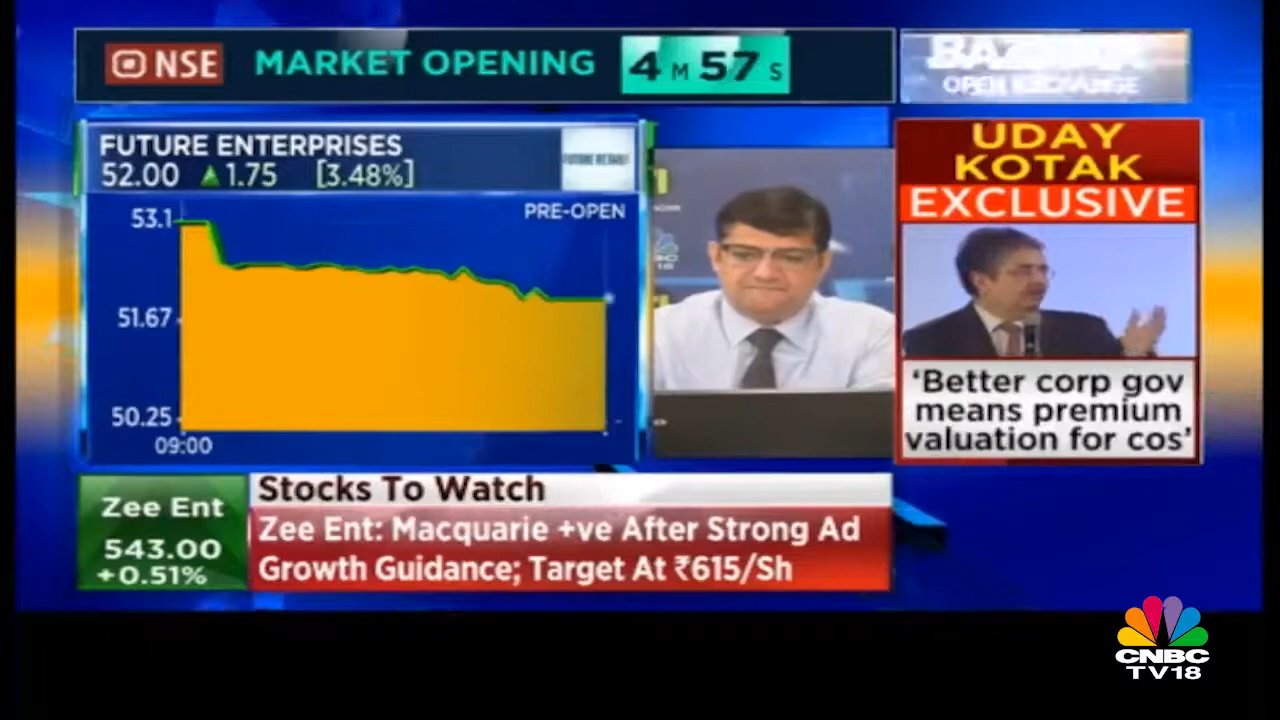 NSE MARKET OPENING 4 M 57 S
OPEN EXCHANGE
FUTURE ENTERPRISES
52.00 ▲1.75 [3.48%]
PRE-OPEN
53.1
51.67
50.25
09:00
UDAY
KOTAK
EXCLUSIVE
‘Better corp gov
means premium
valuation for cos’
Zee Ent
543.00
+0.51%
Stocks To Watch
Zee Ent: Macquarie +ve After Strong Ad
Growth Guidance; Target At ₹615/Sh
CNBC
TV18